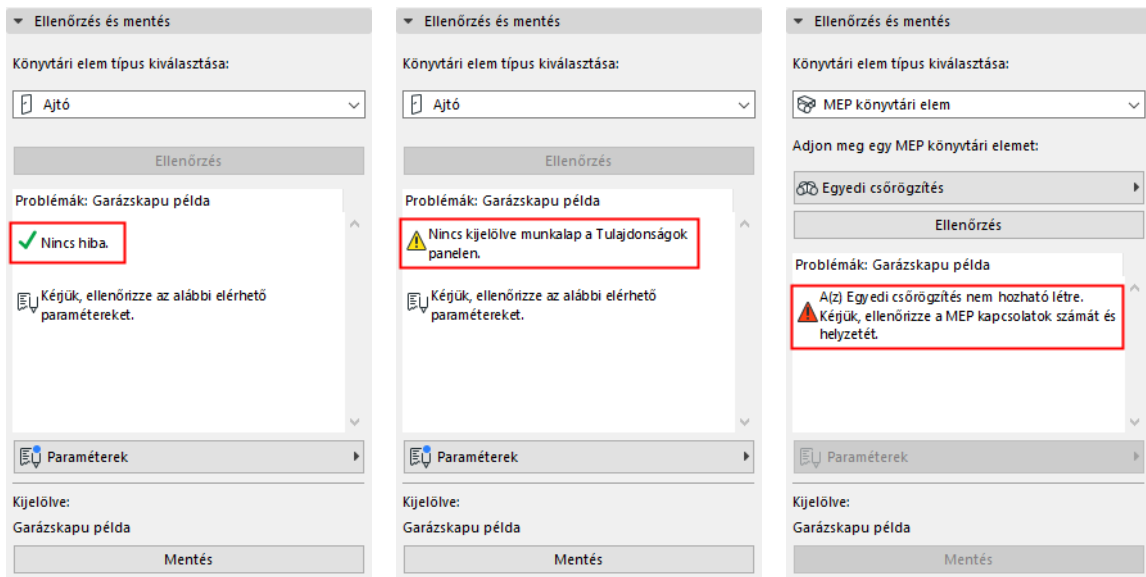 Ellenőrzés és mentés
Könyvtári elem típus kiválasztása:
Ajtó
Ellenőrzés
Problémák: Garázskapu példa
Nincs hiba.
Kérjük, ellenőrizze az alábbi elérhető
paramétereket.
Paraméterek
Kijelölve:
Garázskapu példa
Mentés
Ellenőrzés és mentés
Könyvtári elem típus kiválasztása:
Ajtó
Ellenőrzés
Problémák: Garázskapu példa
Nincs kijelölve munkalap a Tulajdonságok
panelen.
Kérjük, ellenőrizze az alábbi elérhető
paramétereket.
Paraméterek
Kijelölve:
Garázskapu példa
Mentés
Ellenőrzés és mentés
Könyvtári elem típus kiválasztása:
MEP könyvtári elem
Adjon meg egy MEP könyvtári elemet:
Egyedi csőrögzítés
Ellenőrzés
Problémák: Garázskapu példa
A(z) Egyedi csőrögzítés nem hozható létre.
Kérjük, ellenőrizze a MEP kapcsolatok számát és
helyzetét.
Paraméterek
Kijelölve:
Garázskapu példa
Mentés